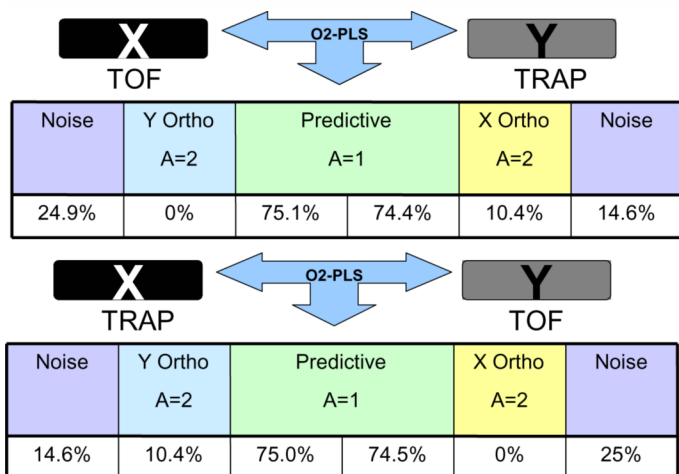 X O2-PLS Y
TOF TRAP
Noise Y Ortho Predictive X Ortho Noise
A=2 A=1 A=2
24.9% 0% 75.1% 74.4% 10.4% 14.6%
X O2-PLS Y
TRAP TOF
Noise Y Ortho Predictive X Ortho Noise
A=2 A=1 A=2
14.6% 10.4% 75.0% 74.5% 0% 25%